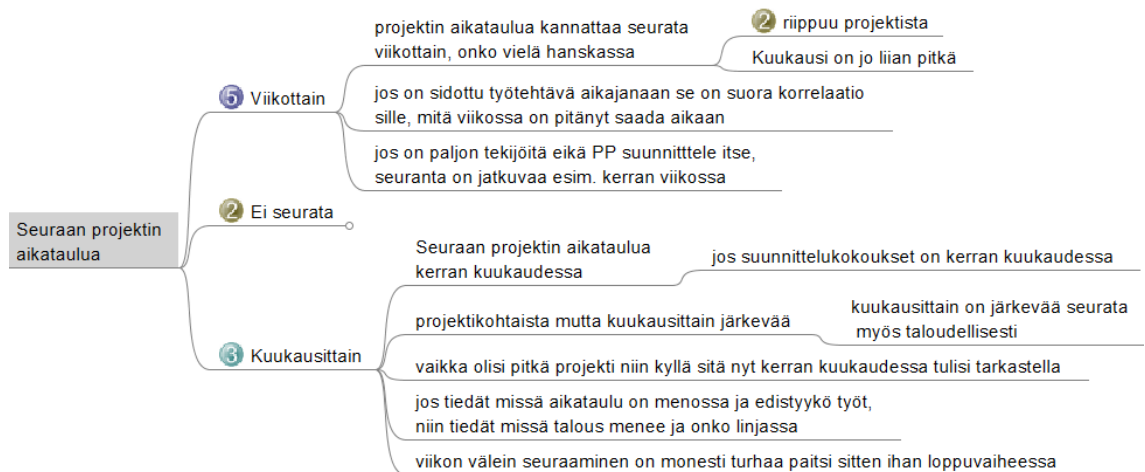 Seuraan projektin
aikataulua
5 Viikottain
projektin aikataulua kannattaa seurata
viikottain, onko vielä hanskassa
2 riippuu projektista
Kuukausi on jo liian pitkä
jos on sidottu työtehtävä aikajanaan se on suora korrelaatio
sille, mitä viikossa on pitänyt saada aikaan
jos on paljon tekijöitä eikä PP suunnitttele itse,
seuranta on jatkuvaa esim. kerran viikossa
2 Ei seurata
3 Kuukausittain
Seuraan projektin aikataulua
kerran kuukaudessa
jos suunnittelukokoukset on kerran kuukaudessa
projektikohtaista mutta kuukausittain järkevää
kuukausittain on järkevää seurata
myös taloudellisesti
vaikka olisi pitkä projekti niin kyllä sitä nyt kerran kuukaudessa tulisi tarkastella
jos tiedät missä aikataulu on menossa ja edistyykö työt,
niin tiedät missä talous menee ja onko linjassa
viikon välein seuraaminen on monesti turhaa paitsi sitten ihan loppuvaiheessa